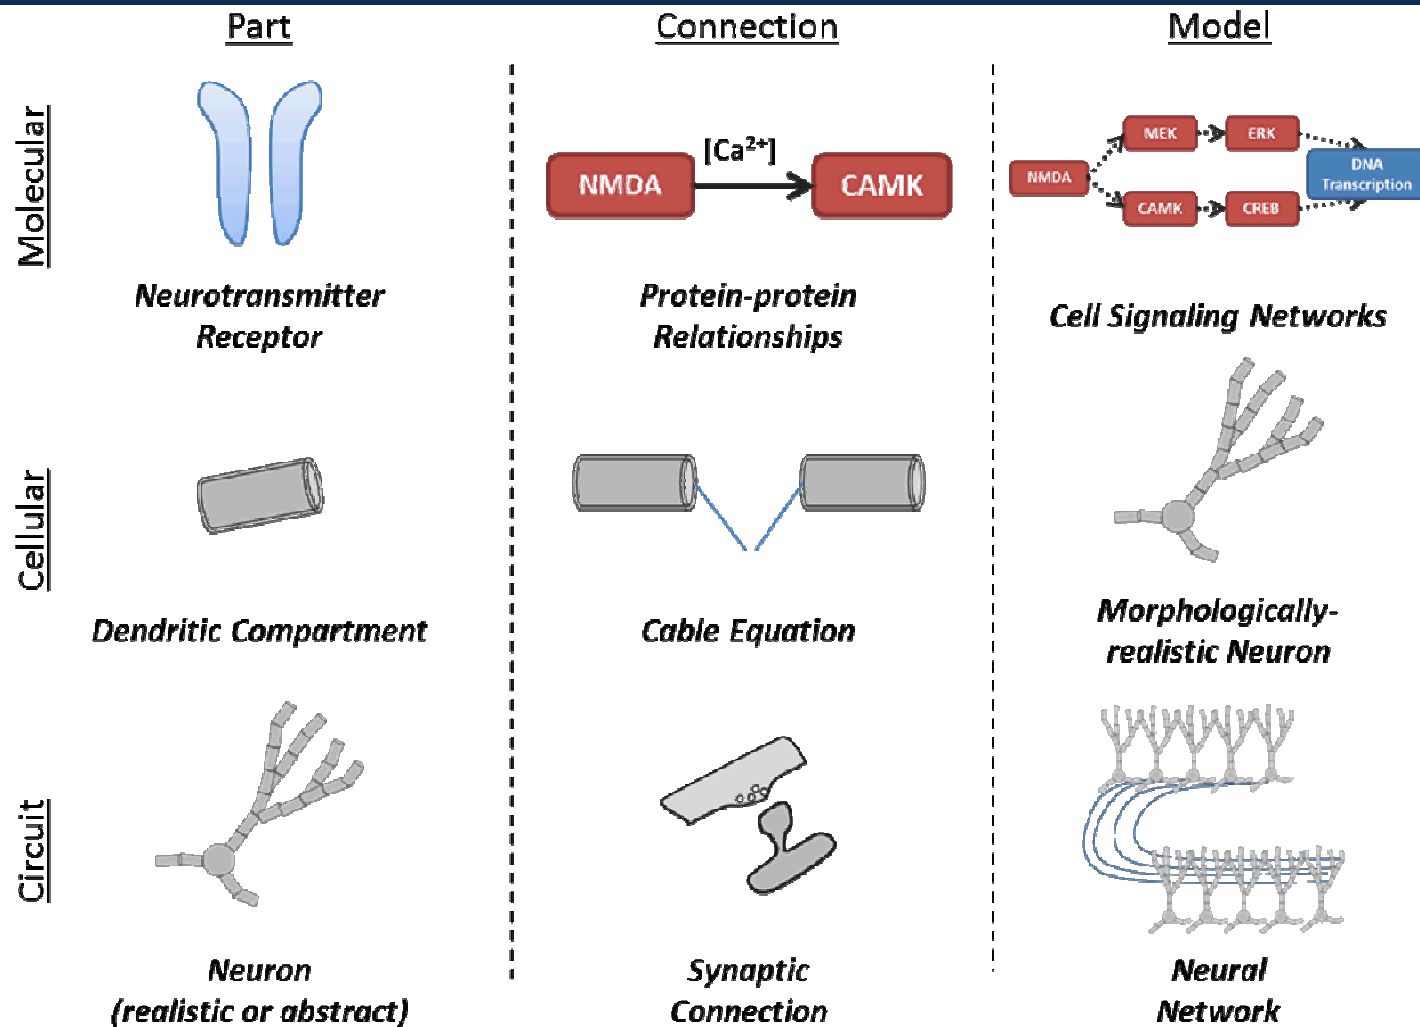 Part
Connection
Model
Molecular
NMDA
[Ca²⁺]
CAMK
NMDA
MEK
ERK
CAMK
CREB
DNA
Transcription
Neurotransmitter
Receptor
Protein-protein
Relationships
Cell Signaling Networks
Cellular
Dendritic Compartment
Cable Equation
Morphologically-
realistic Neuron
Circuit
Neuron
(realistic or abstract)
Synaptic
Connection
Neural
Network